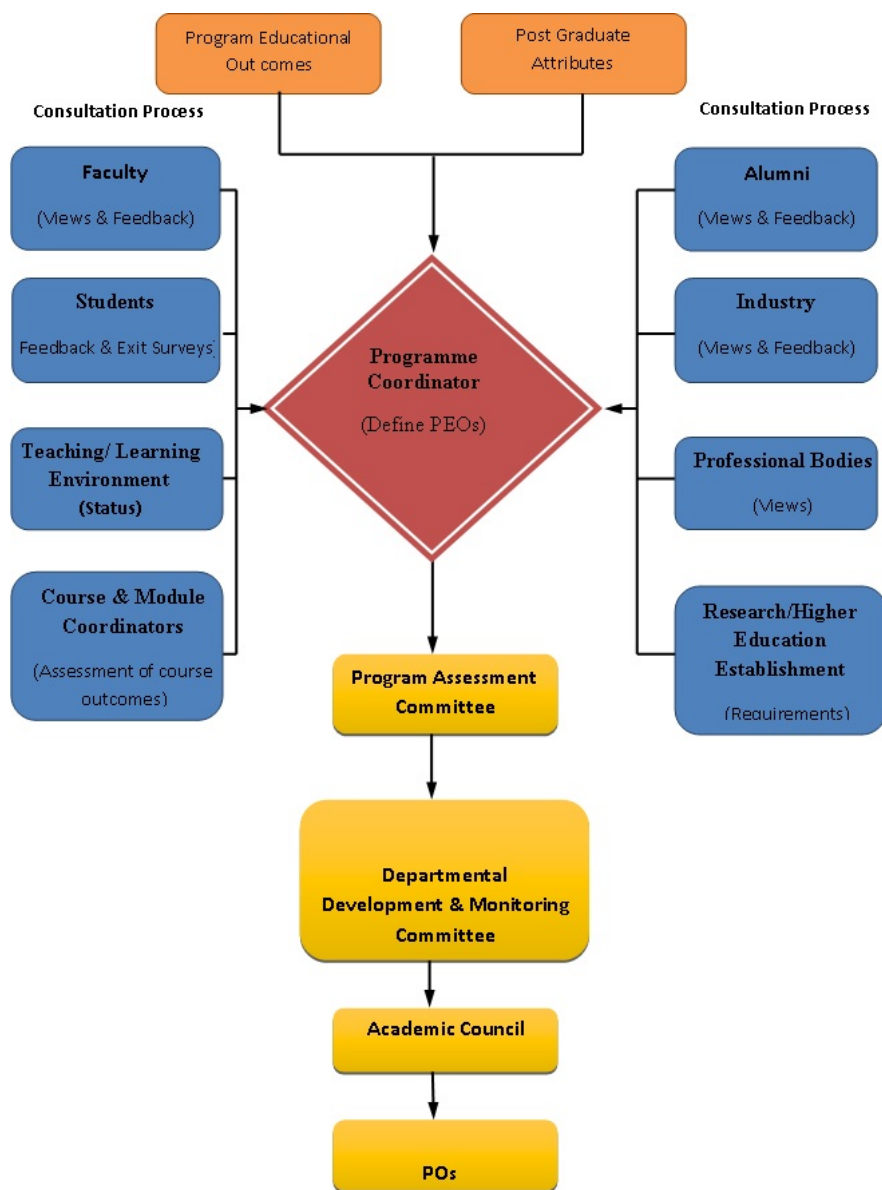 Program Educational
Out comes
Post Graduate
Attributes
Consultation Process
Consultation Process
Faculty
(Views & Feedback)
Students
Feedback & Exit Surveys)
Teaching/ Learning
Environment
(Status)
Course & Module
Coordinators
(Assessment of course
outcomes)
Programme
Coordinator
(Define PEOs)
Alumni
(Views & Feedback)
Industry
(Views & Feedback)
Professional Bodies
(Views)
Research/Higher
Education
Establishment
(Requirements)
Program Assessment
Committee
Departmental
Development & Monitoring
Committee
Academic Council
POs